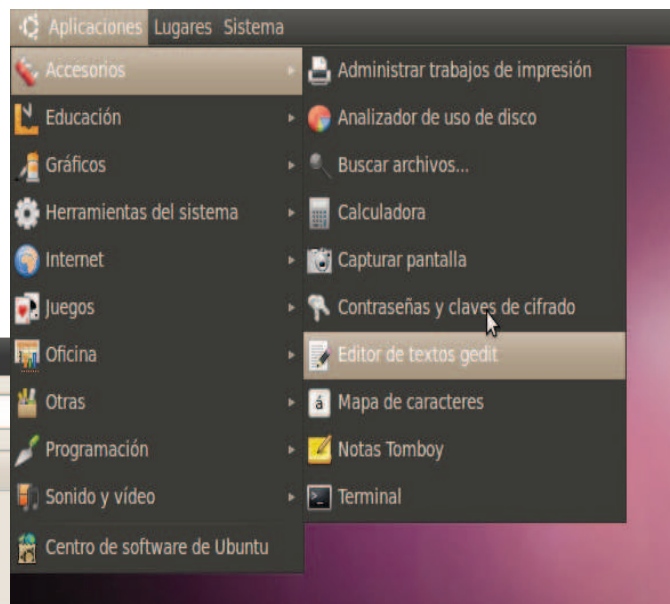 Aplicaciones Lugares Sistema
Accesorios
Educación
Gráficos
Herramientas del sistema
Internet
Juegos
Oficina
Otras
Programación
Sonido y vídeo
Centro de software de Ubuntu
Administrar trabajos de impresión
Analizador de uso de disco
Buscar archivos...
Calculadora
Capturar pantalla
Contraseñas y claves de cifrado
Editor de textos gedit
Mapa de caracteres
Notas Tomboy
Terminal